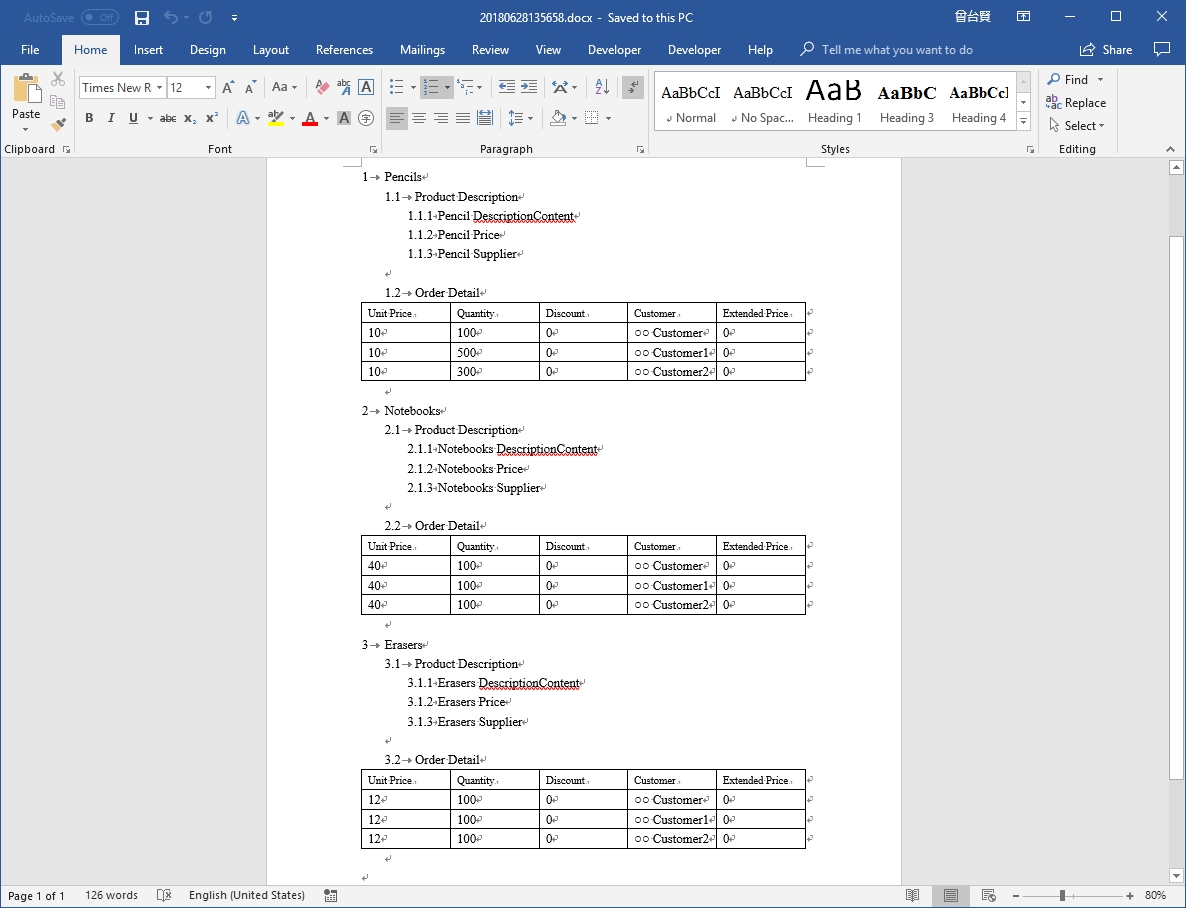 AutoSave Off 20180628135658.docx - Saved to this PC 曾台賢
File Home Insert Design Layout References Mailings Review View Developer Developer Help Tell me what you want to do Share
Paste Times New R 12 Aa Find
Replace
Select
AaBbCcI AaBbCcI AaB AaBbC AaBbCcl
Normal No Spac... Heading 1 Heading 3 Heading 4
Clipboard Font Paragraph Styles Editing
1 Pencils
1.1 Product Description
1.1.1 Pencil DescriptionContent
1.1.2 Pencil Price
1.1.3 Pencil Supplier
1.2 Order Detail
Unit Price Quantity Discount Customer Extended Price
10 100 0 ○○ Customer 0
10 500 0 ○○ Customer1 0
10 300 0 ○○ Customer2 0
2 Notebooks
2.1 Product Description
2.1.1 Notebooks DescriptionContent
2.1.2 Notebooks Price
2.1.3 Notebooks Supplier
2.2 Order Detail
Unit Price Quantity Discount Customer Extended Price
40 100 0 ○○ Customer 0
40 100 0 ○○ Customer1 0
40 100 0 ○○ Customer2 0
3 Erasers
3.1 Product Description
3.1.1 Erasers DescriptionContent
3.1.2 Erasers Price
3.1.3 Erasers Supplier
3.2 Order Detail
Unit Price Quantity Discount Customer Extended Price
12 100 0 ○○ Customer 0
12 100 0 ○○ Customer1 0
12 100 0 ○○ Customer2 0
Page 1 of 1 126 words English (United States) 80%